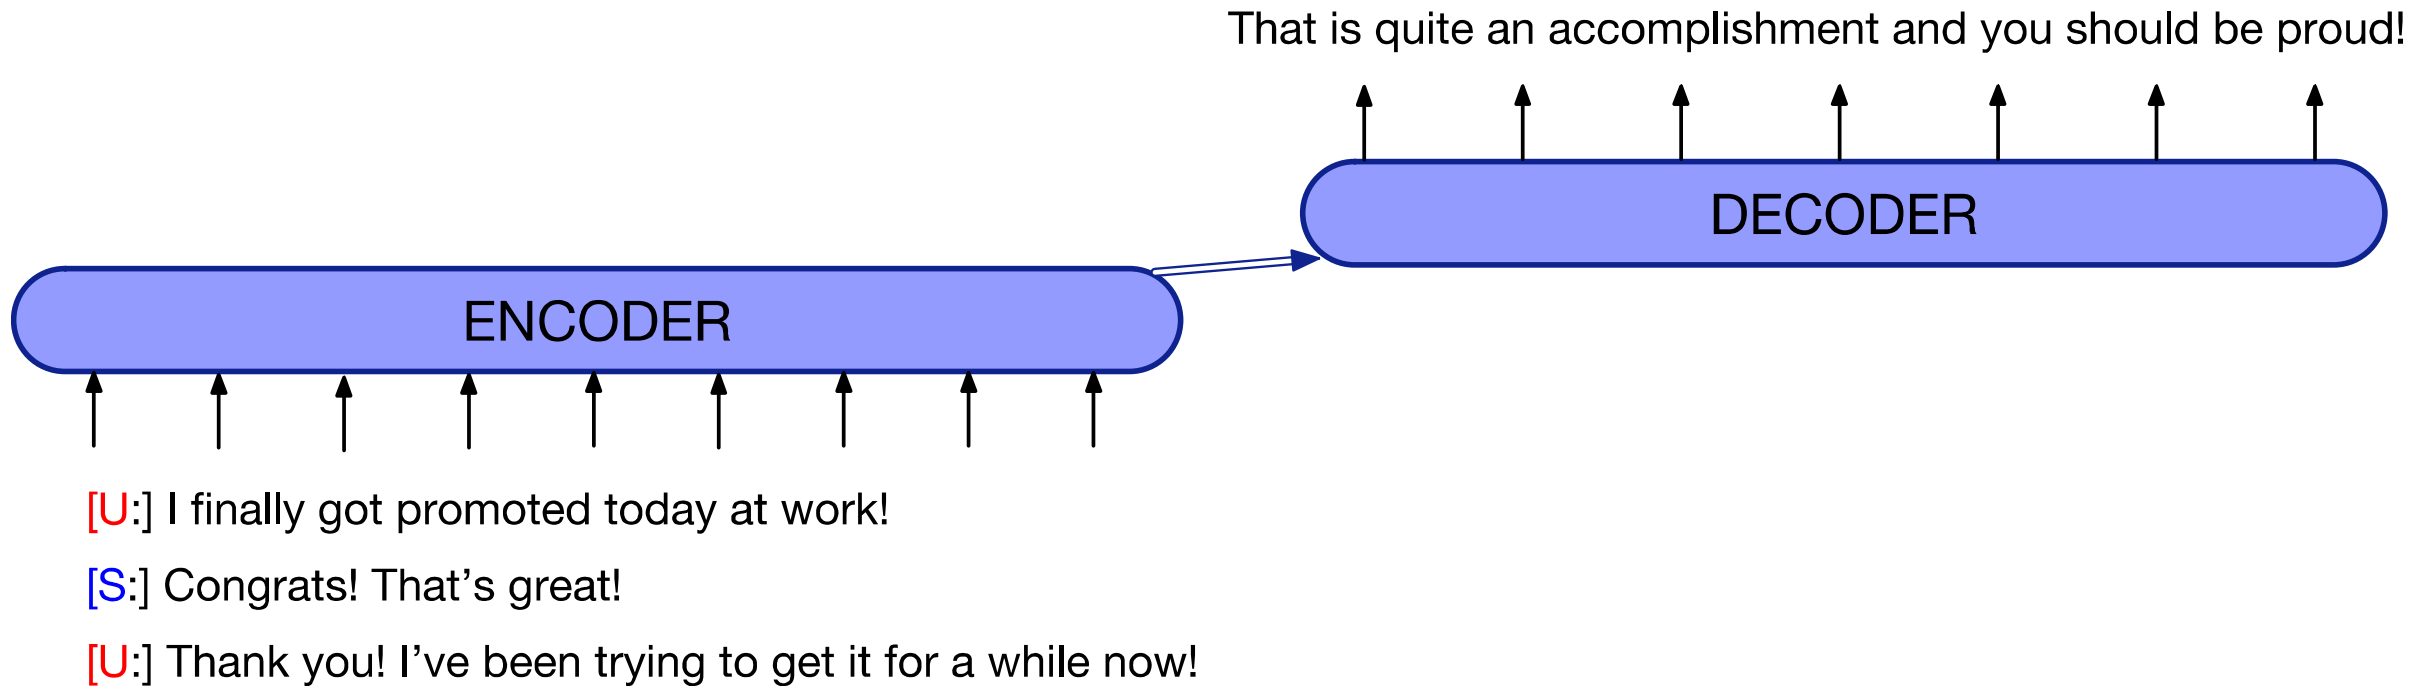 That is quite an accomplishment and you should be proud!
DECODER
ENCODER
[U:] I finally got promoted today at work!
[S:] Congrats! That’s great!
[U:] Thank you! I’ve been trying to get it for a while now!